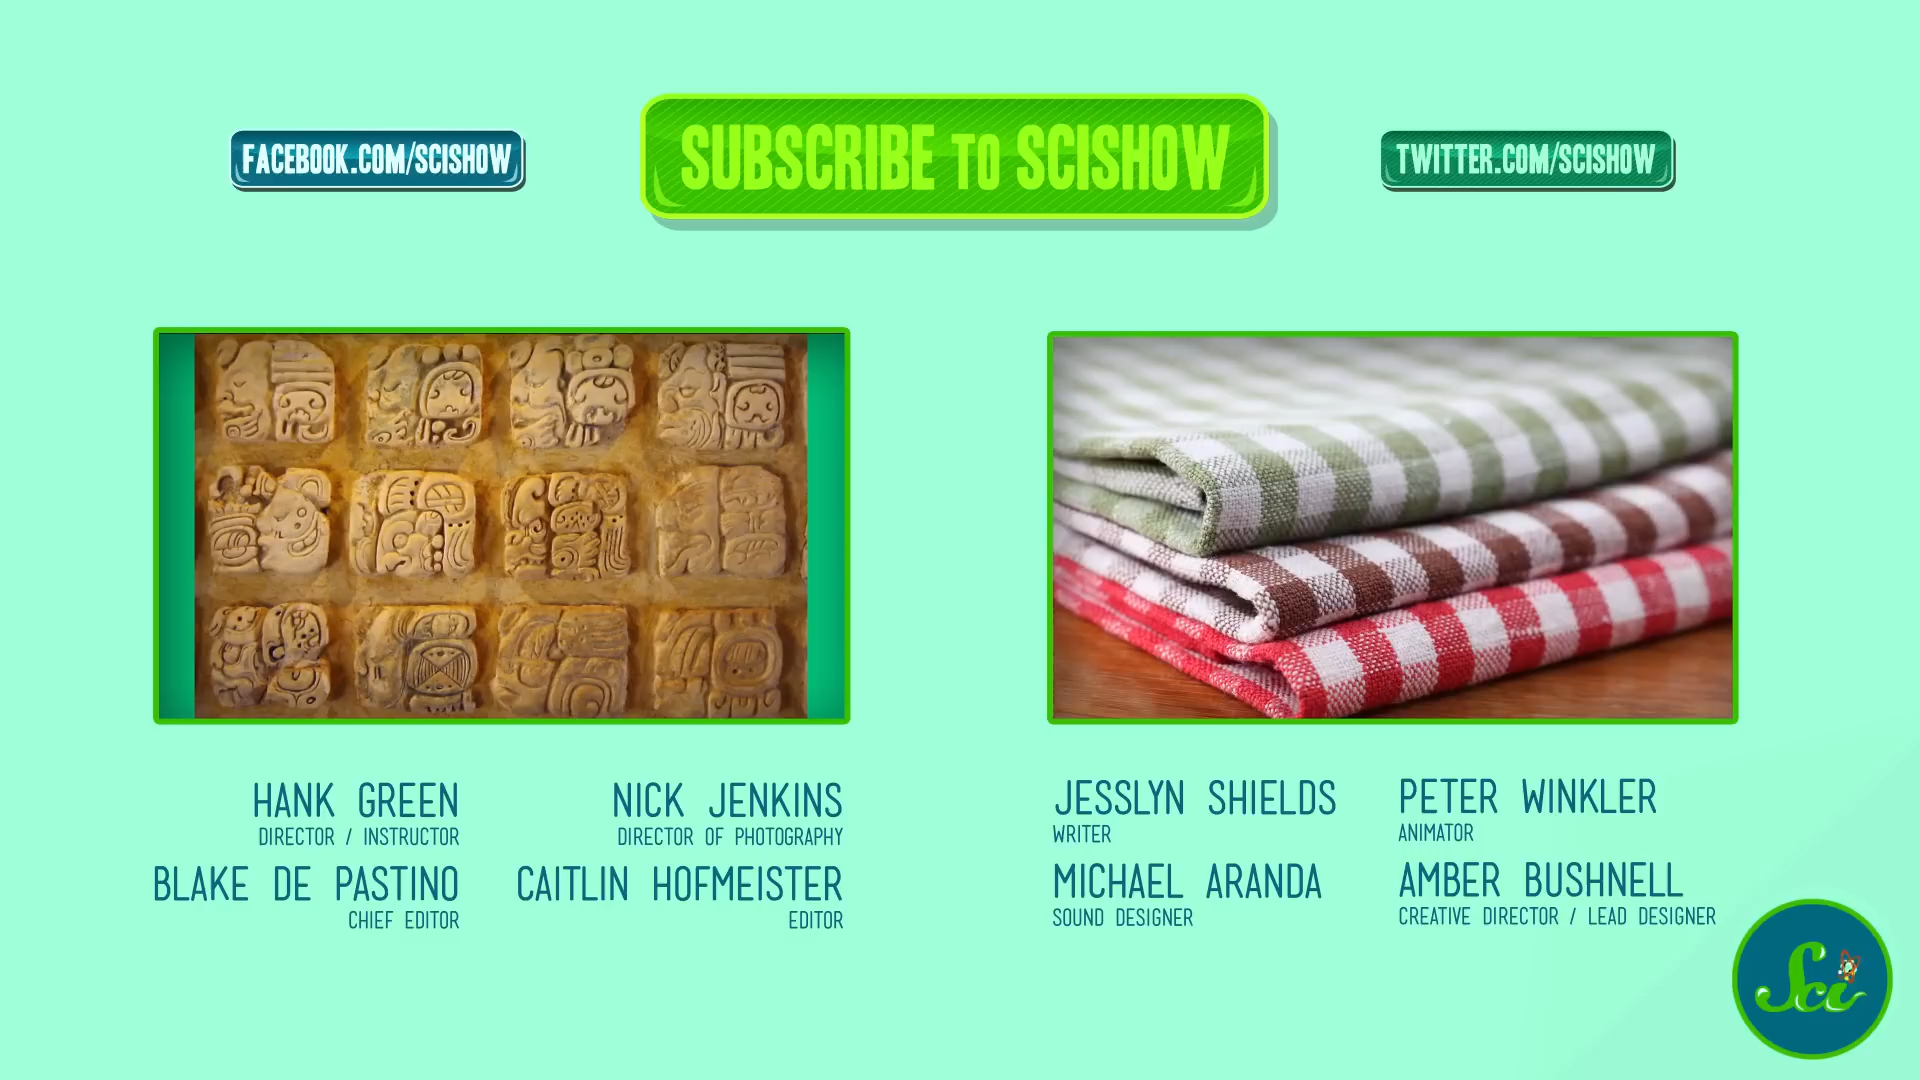 FACEBOOK.COM/SCISHOW
SUBSCRIBE TO SCISHOW
TWITTER.COM/SCISHOW
HANK GREEN
DIRECTOR / INSTRUCTOR
NICK JENKINS
DIRECTOR OF PHOTOGRAPHY
BLAKE DE PASTINO
CHIEF EDITOR
CAITLIN HOFMEISTER
EDITOR
JESSLYN SHIELDS
WRITER
PETER WINKLER
ANIMATOR
MICHAEL ARANDA
SOUND DESIGNER
AMBER BUSHNELL
CREATIVE DIRECTOR / LEAD DESIGNER
Sci